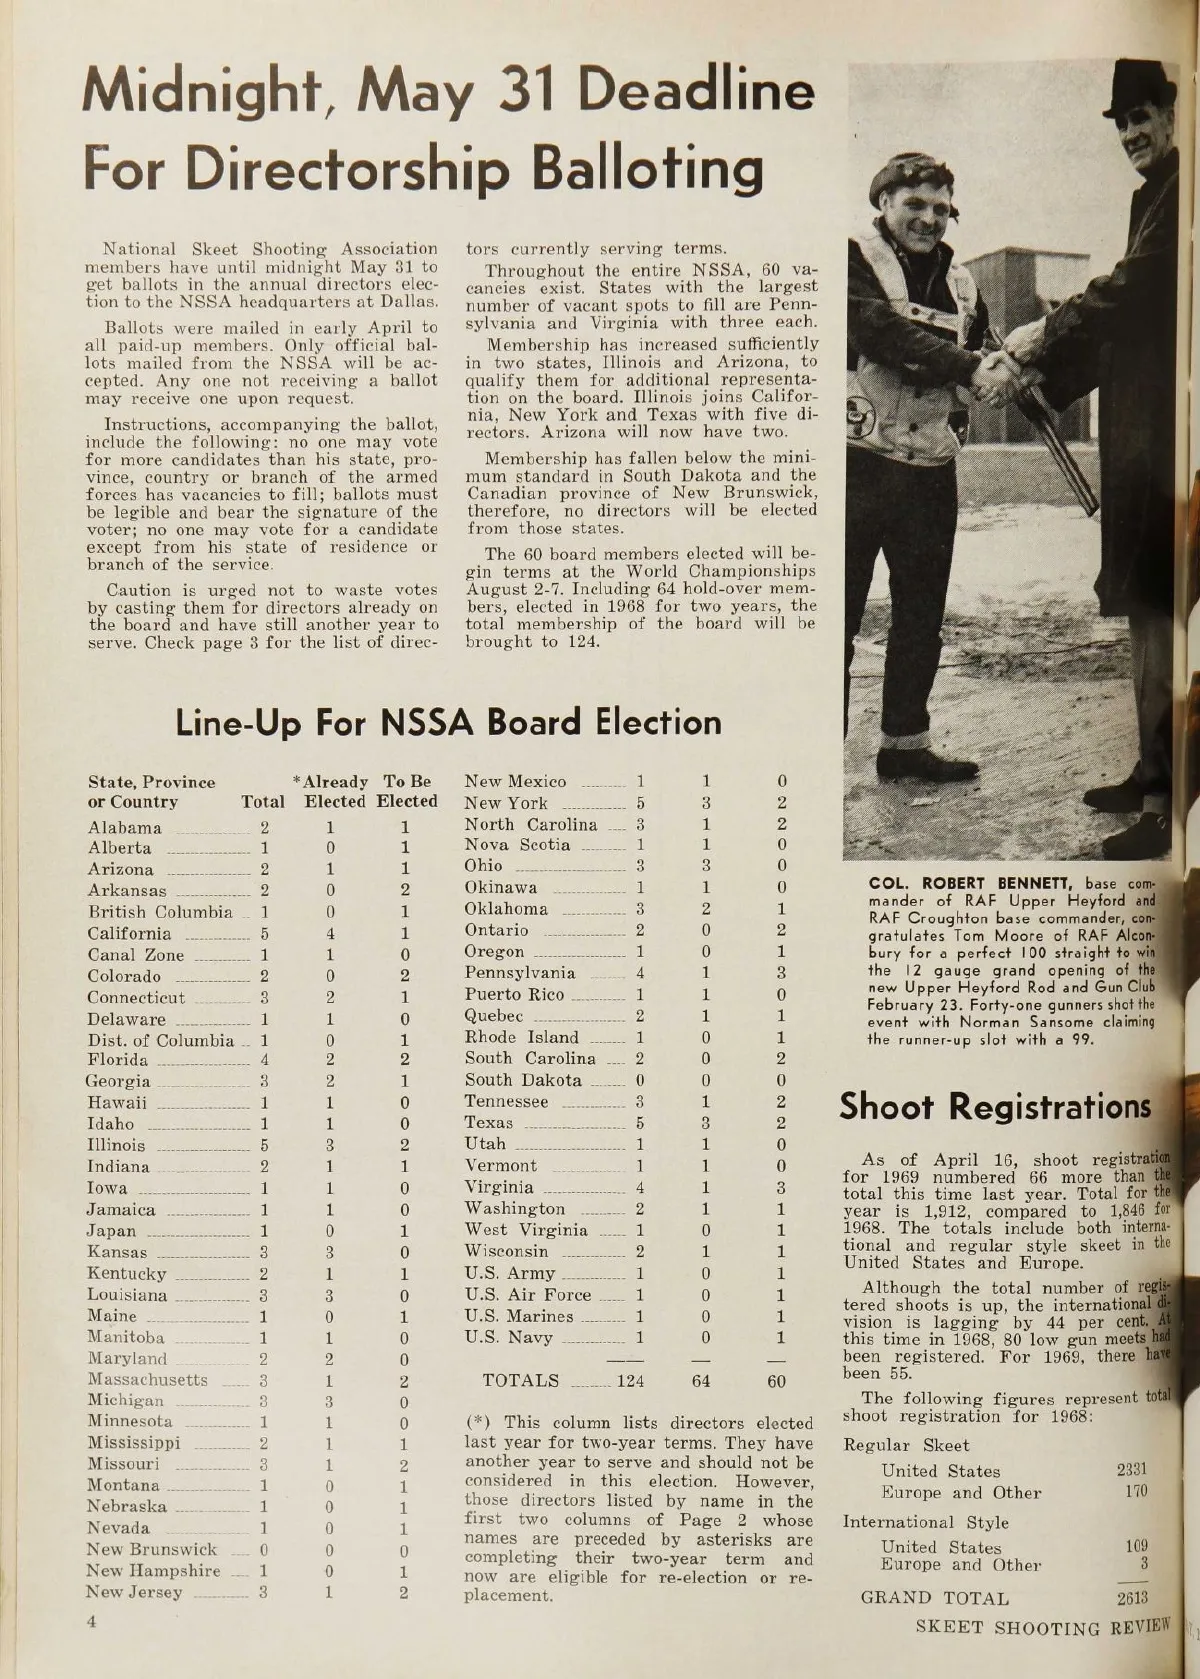 Midnight, May 31 Deadline
For Directorship Balloting
National Skeet Shooting Association
members have until midnight May 31 to
get ballots in the annual directors elec-
tion to the NSSA headquarters at Dallas.
Ballots were mailed in early April to
all paid-up members. Only official bal-
lots mailed from the NSSA will be ac-
cepted. Any one not receiving a ballot
may receive one upon request.
Instructions, accompanying the ballot,
include the following: no one may vote
for more candidates than his state, pro-
vince, country or branch of the armed
forces has vacancies to fill; ballots must
be legible and bear the signature of the
voter; no one may vote for a candidate
except from his state of residence or
branch of the service.
Caution is urged not to waste votes
by casting them for directors already on
the board and have still another year to
serve. Check page 3 for the list of direc-
tors currently serving terms.
Throughout the entire NSSA, 60 va-
cancies exist. States with the largest
number of vacant spots to fill are Penn-
sylvania and Virginia with three each.
Membership has increased sufficiently
in two states, Illinois and Arizona, to
qualify them for additional representa-
tion on the board. Illinois joins Califor-
nia, New York and Texas with five di-
rectors. Arizona will now have two.
Membership has fallen below the mini-
mum standard in South Dakota and the
Canadian province of New Brunswick,
therefore, no directors will be elected
from those states.
The 60 board members elected will be-
gin terms at the World Championships
August 2-7. Including 64 hold-over mem-
bers, elected in 1968 for two years, the
total membership of the board will be
brought to 124.
Line-Up For NSSA Board Election
State, Province *Already To Be
or Country Total Elected Elected
Alabama 2 1 1
Alberta 1 0 1
Arizona 2 1 1
Arkansas 2 0 2
British Columbia 1 0 1
California 5 4 1
Canal Zone 1 1 0
Colorado 2 0 2
Connecticut 3 2 1
Delaware 1 1 0
Dist. of Columbia 1 0 1
Florida 4 2 2
Georgia 3 2 1
Hawaii 1 1 0
Idaho 1 1 0
Illinois 5 3 2
Indiana 2 1 1
Iowa 1 1 0
Jamaica 1 1 0
Japan 1 0 1
Kansas 3 3 0
Kentucky 2 1 1
Louisiana 3 3 0
Maine 1 0 1
Manitoba 1 1 0
Maryland 2 2 0
Massachusetts 3 1 2
Michigan 3 3 0
Minnesota 1 1 0
Mississippi 2 1 1
Missouri 3 1 2
Montana 1 0 1
Nebraska 1 0 1
Nevada 1 0 1
New Brunswick 0 0 0
New Hampshire 1 0 1
New Jersey 3 1 2
New Mexico 1 1 0
New York 5 3 2
North Carolina 3 1 2
Nova Scotia 1 1 0
Ohio 3 3 0
Okinawa 1 1 0
Oklahoma 3 2 1
Ontario 2 0 2
Oregon 1 0 1
Pennsylvania 4 1 3
Puerto Rico 1 1 0
Quebec 2 1 1
Rhode Island 1 0 1
South Carolina 2 0 2
South Dakota 0 0 0
Tennessee 3 1 2
Texas 5 3 2
Utah 1 1 0
Vermont 1 1 0
Virginia 4 1 3
Washington 2 1 1
West Virginia 1 0 1
Wisconsin 2 1 1
U.S. Army 1 0 1
U.S. Air Force 1 0 1
U.S. Marines 1 0 1
U.S. Navy 1 0 1
TOTALS 124 64 60
(*) This column lists directors elected
last year for two-year terms. They have
another year to serve and should not be
considered in this election. However,
those directors listed by name in the
first two columns of Page 2 whose
names are preceded by asterisks are
completing their two-year term and
now are eligible for re-election or re-
placement.
COL. ROBERT BENNETT, base com-
mander of RAF Upper Heyford and
RAF Croughton base commander, con-
gratulates Tom Moore of RAF Alcon-
bury for a perfect 100 straight to win
the 12 gauge grand opening of the
new Upper Heyford Rod and Gun Club
February 23. Forty-one gunners shot the
event with Norman Sansome claiming
the runner-up slot with a 99.
Shoot Registrations
As of April 16, shoot registration
for 1969 numbered 66 more than the
total this time last year. Total for the
year is 1,912, compared to 1,846 for
1968. The totals include both interna-
tional and regular style skeet in the
United States and Europe.
Although the total number of regis-
tered shoots is up, the international di-
vision is lagging by 44 per cent. At
this time in 1968, 80 low gun meets had
been registered. For 1969, there have
been 55.
The following figures represent total
shoot registration for 1968:
Regular Skeet
United States 2331
Europe and Other 170
International Style
United States 109
Europe and Other 3
GRAND TOTAL 2613
4
SKEET SHOOTING REVIEW